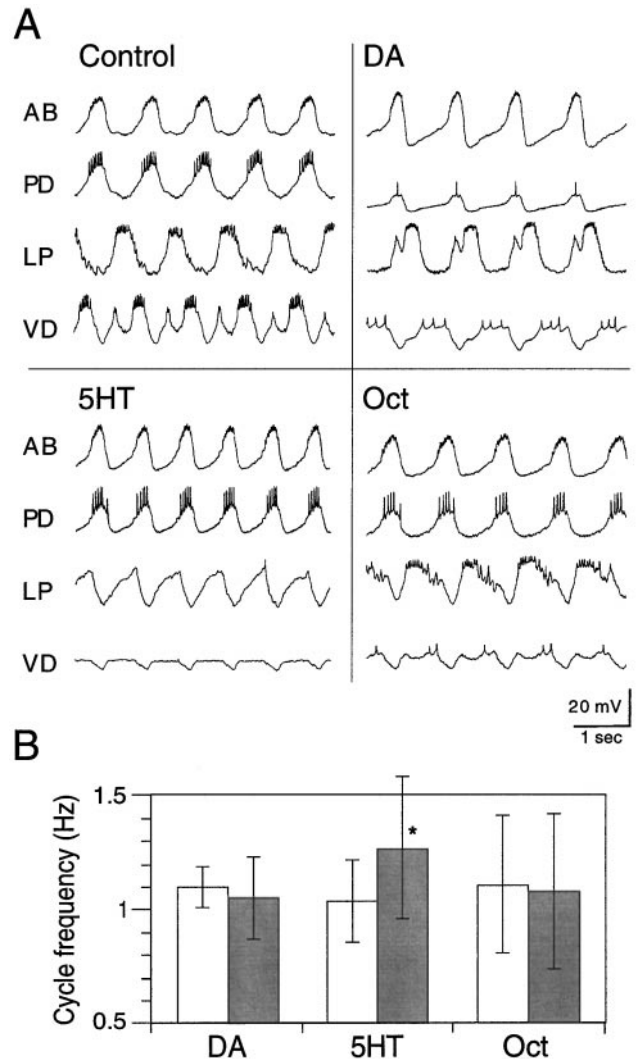 A
Control
DA
AB
PD
LP
VD
5HT
Oct
AB
PD
LP
VD
20 mV
1 sec
B
Cycle frequency (Hz)
1.5
1
0.5
*
DA
5HT
Oct